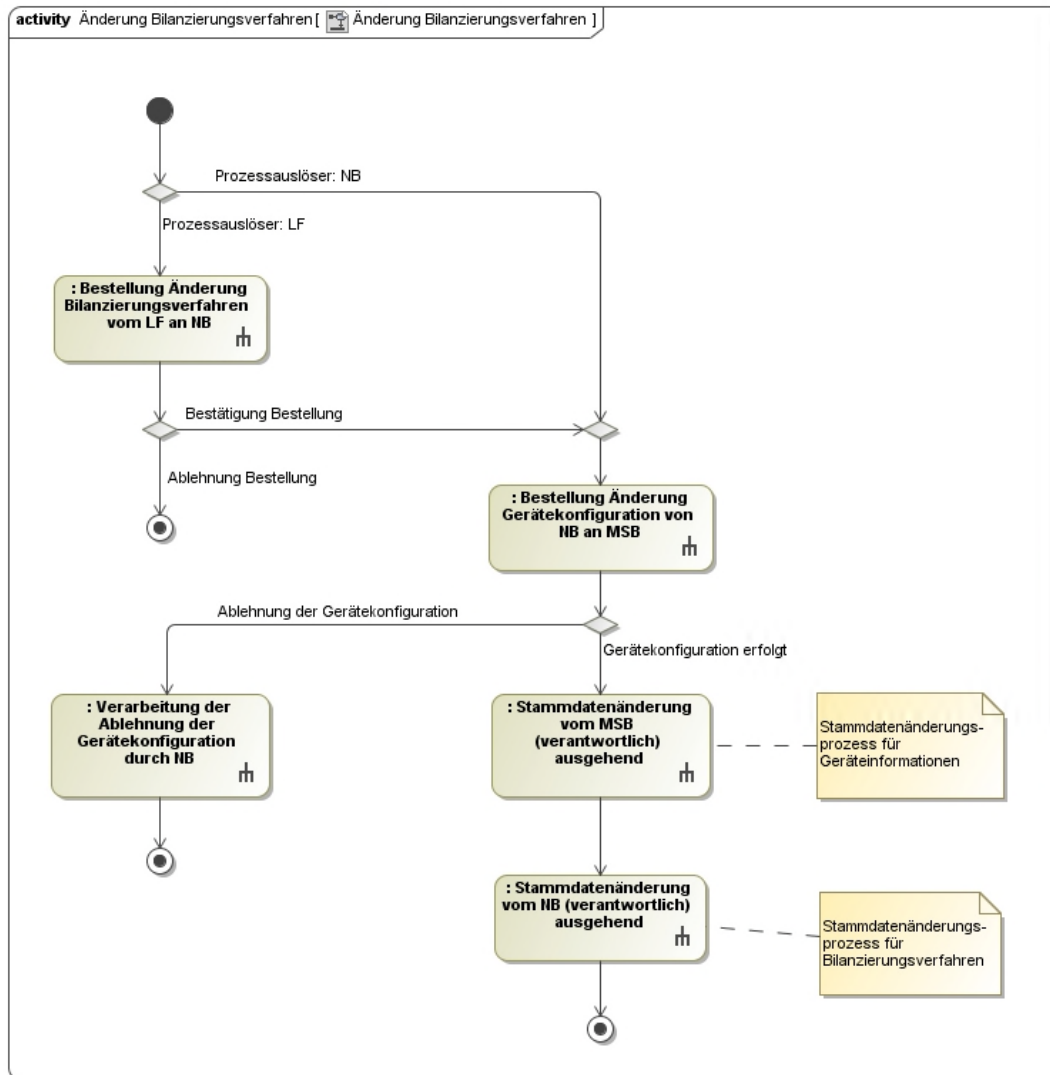 activity Änderung Bilanzierungsverfahren [ Änderung Bilanzierungsverfahren ]
Prozessauslöser: NB
Prozessauslöser: LF
: Bestellung Änderung
Bilanzierungsverfahren
vom LF an NB
Bestätigung Bestellung
Ablehnung Bestellung
: Bestellung Änderung
Gerätekonfiguration von
NB an MSB
Ablehnung der Gerätekonfiguration
Gerätekonfiguration erfolgt
: Verarbeitung der
Ablehnung der
Gerätekonfiguration
durch NB
: Stammdatenänderung
vom MSB
(verantwortlich)
ausgehend
Stammdatenänderungs-
prozess für
Geräteinformationen
: Stammdatenänderung
vom NB (verantwortlich)
ausgehend
Stammdatenänderungs-
prozess für
Bilanzierungsverfahren